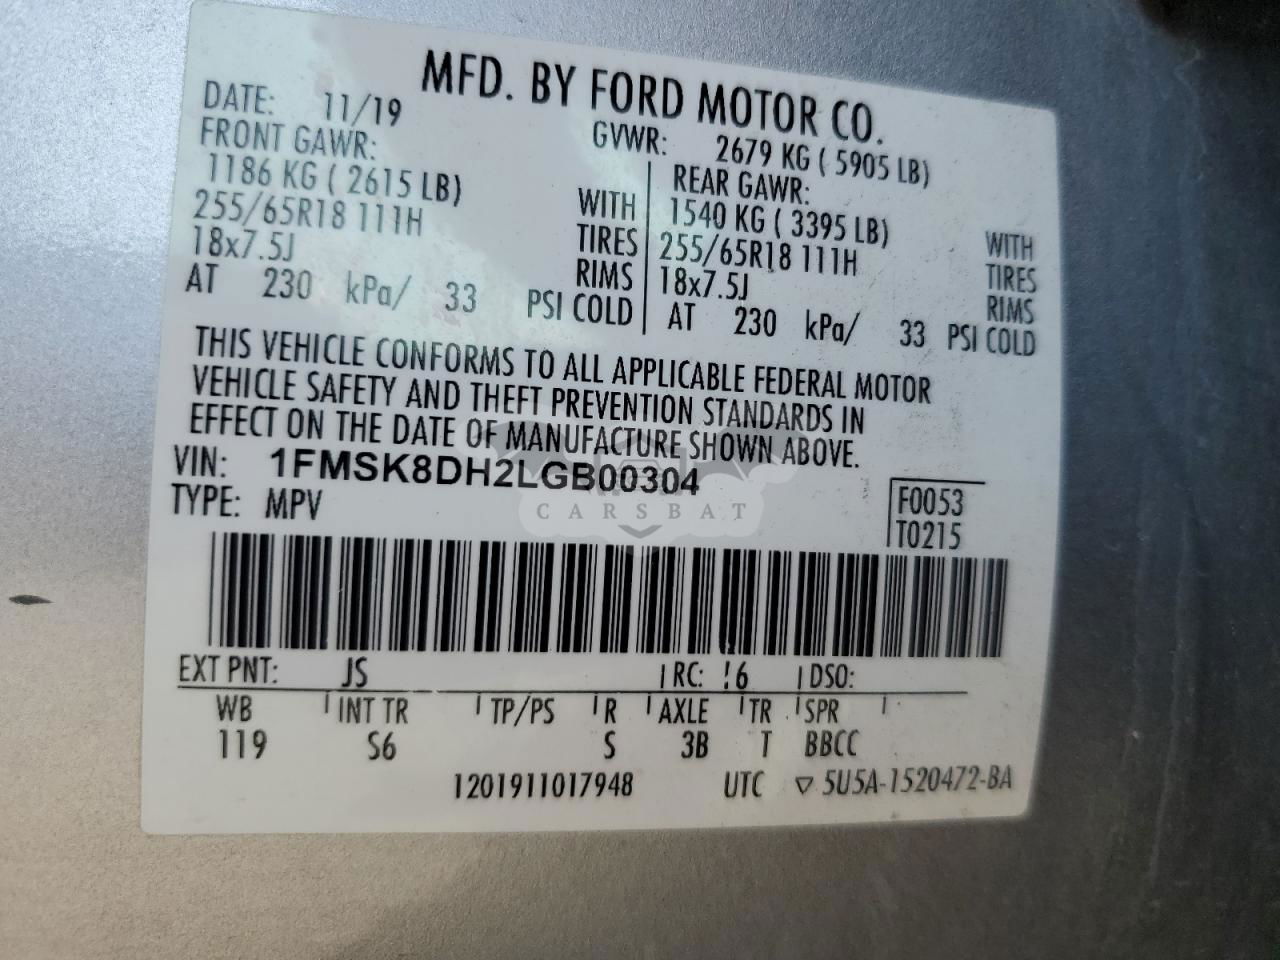 MFD. BY FORD MOTOR CO.
DATE: 11/19
GVWR: 2679 KG ( 5905 LB)
FRONT GAWR:
1186 KG ( 2615 LB) WITH
255/65R18 111H TIRES
18x7.5J RIMS
AT 230 kPa/ 33 PSI COLD
REAR GAWR:
1540 KG ( 3395 LB) WITH
255/65R18 111H TIRES
18x7.5J RIMS
AT 230 kPa/ 33 PSI COLD
THIS VEHICLE CONFORMS TO ALL APPLICABLE FEDERAL MOTOR
VEHICLE SAFETY AND THEFT PREVENTION STANDARDS IN
EFFECT ON THE DATE OF MANUFACTURE SHOWN ABOVE.
VIN: 1FMSK8DH2LGB00304
TYPE: MPV
F0053
T0215
CARSBAT
EXT PNT: JS RC: 16 DSO:
WB INT TR TP/PS R AXLE TR SPR
119 S6 S 3B T BBCC
1201911017948 UTC ▽ 5U5A-1520472-BA